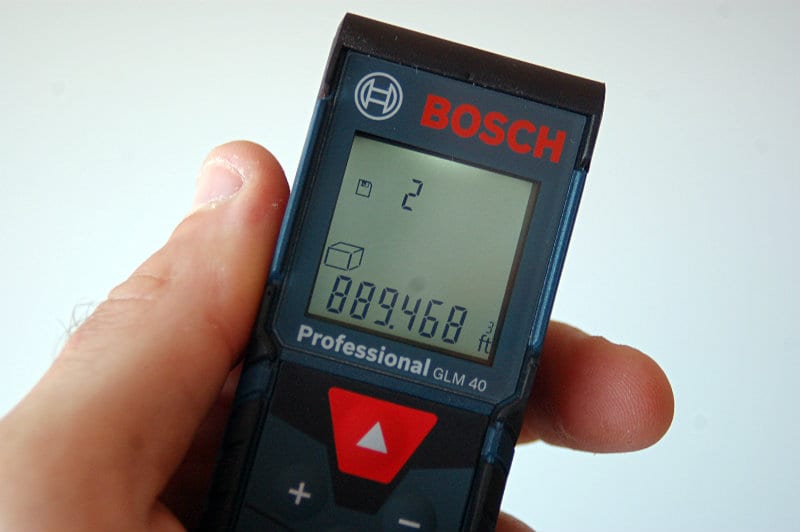 BOSCH
2
889.468 ft³
Professional GLM 40
+
−